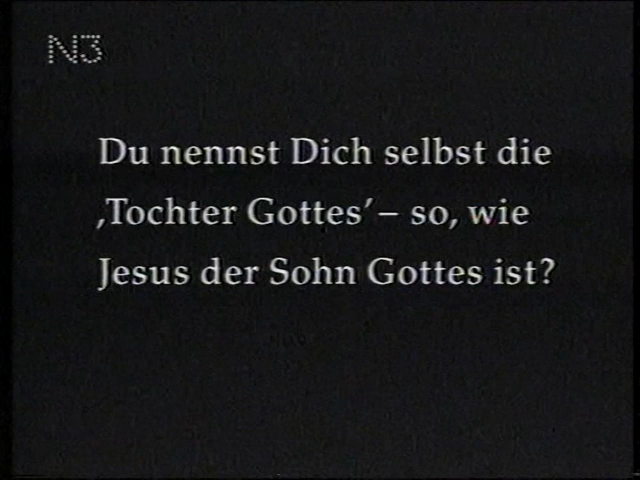 N3
Du nennst Dich selbst die
‚Tochter Gottes’ – so, wie
Jesus der Sohn Gottes ist?